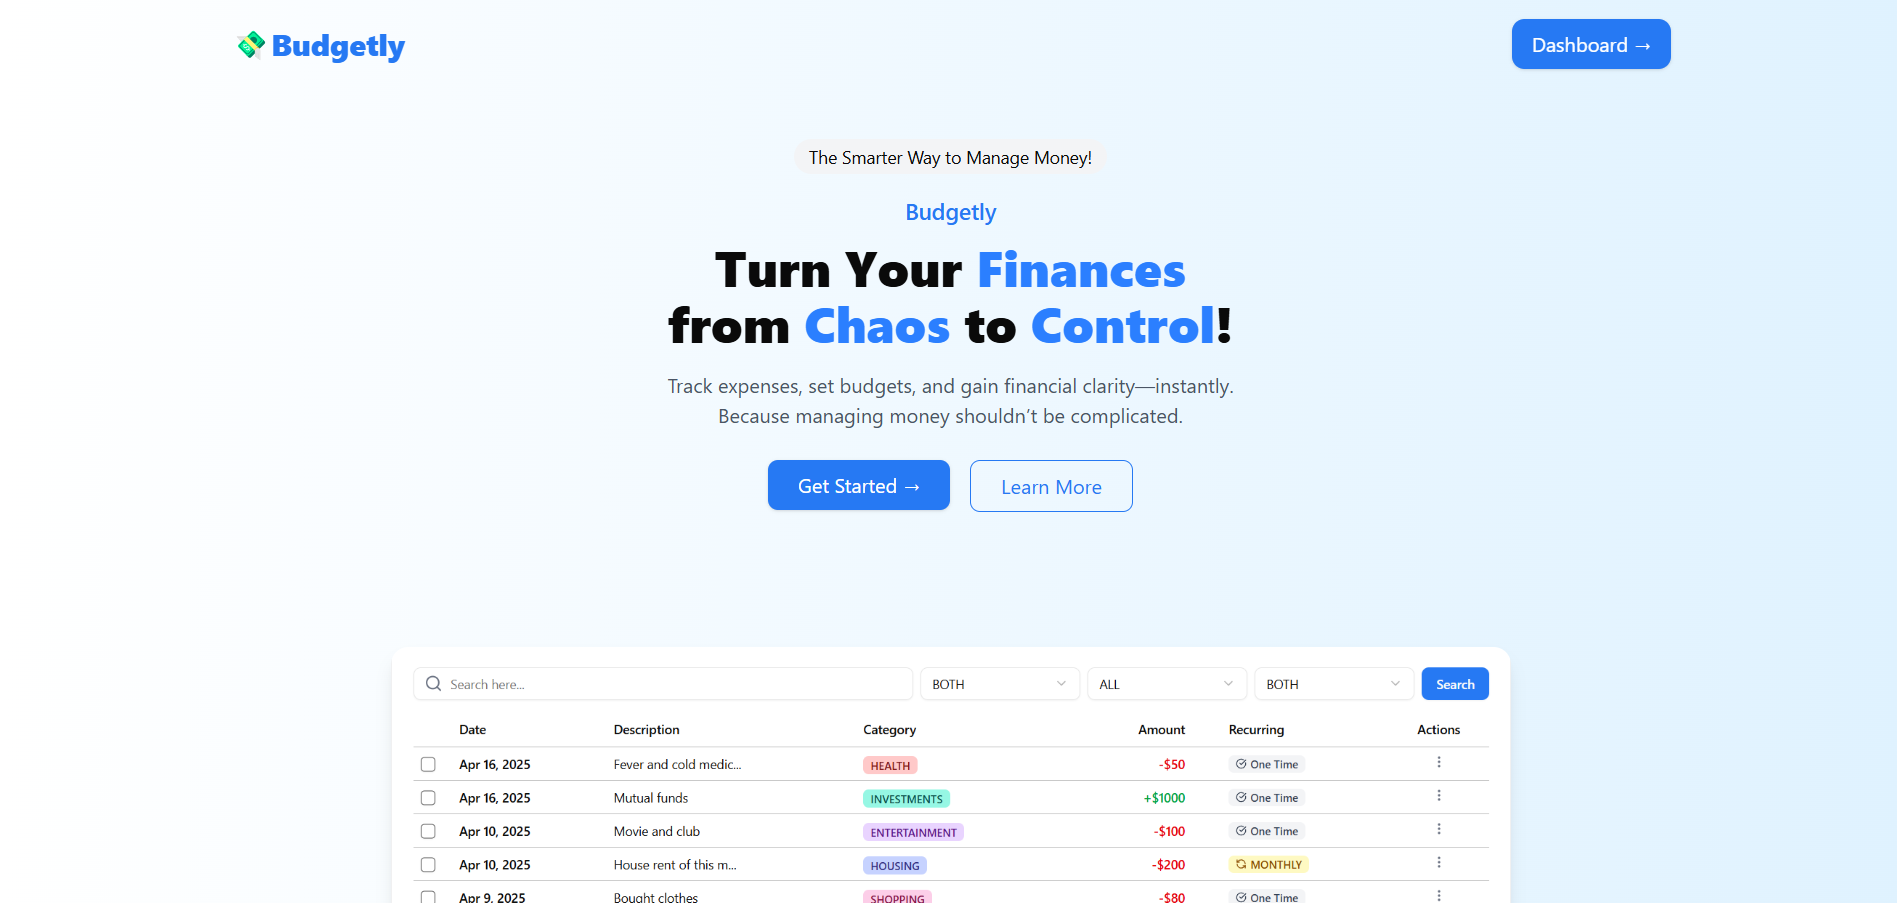 Budgetly
Dashboard →
The Smarter Way to Manage Money!
Budgetly
Turn Your Finances
from Chaos to Control!
Track expenses, set budgets, and gain financial clarity—instantly.
Because managing money shouldn’t be complicated.
Get Started →
Learn More
Search here...
BOTH
ALL
BOTH
Search
Date Description Category Amount Recurring Actions
Apr 16, 2025 Fever and cold medic... HEALTH -$50 One Time
Apr 16, 2025 Mutual funds INVESTMENTS +$1000 One Time
Apr 10, 2025 Movie and club ENTERTAINMENT -$100 One Time
Apr 10, 2025 House rent of this m... HOUSING -$200 MONTHLY
Apr 9, 2025 Bought clothes SHOPPING -$80 One Time